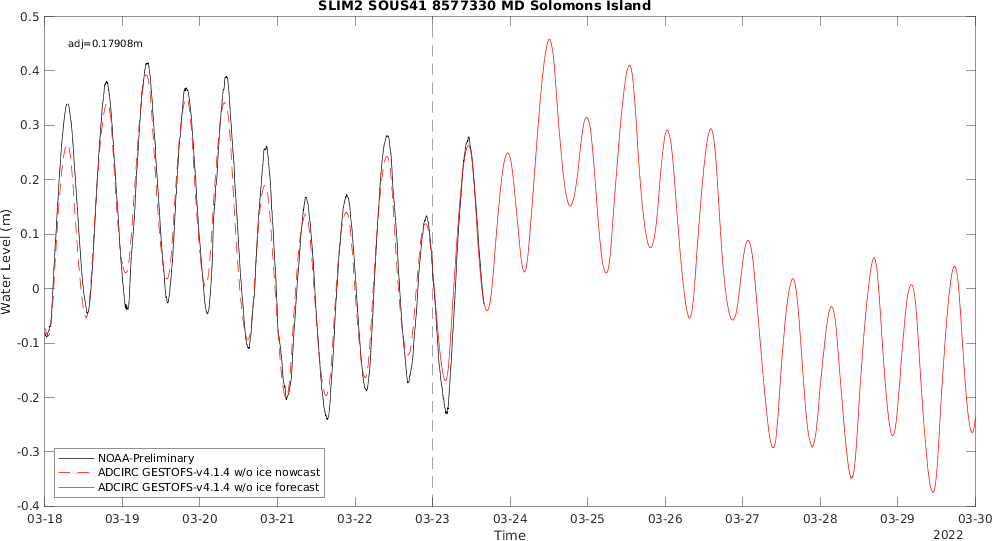 SLIM2 SOUS41 8577330 MD Solomons Island
adj=0.17908m
0.5
0.4
0.3
0.2
0.1
0
-0.1
-0.2
-0.3
-0.4
Water Level (m)
NOAA-Preliminary
ADCIRC GESTOFS-v4.1.4 w/o ice nowcast
ADCIRC GESTOFS-v4.1.4 w/o ice forecast
03-18 03-19 03-20 03-21 03-22 03-23 03-24 03-25 03-26 03-27 03-28 03-29 03-30
Time
2022